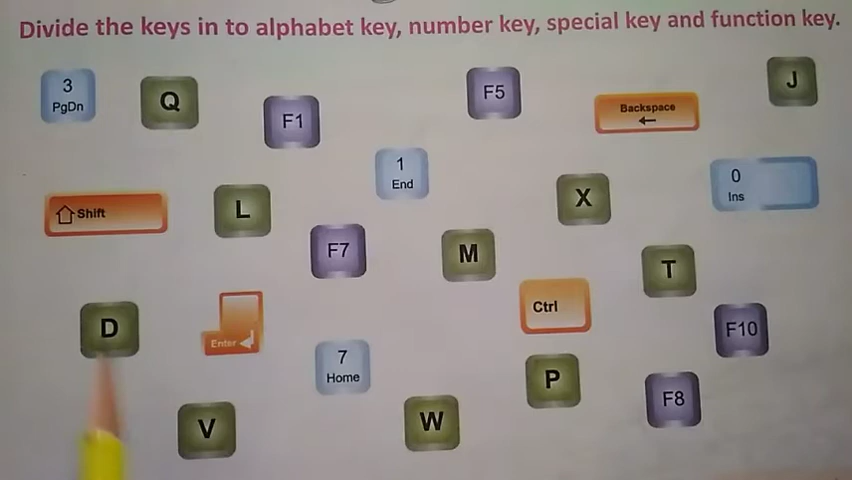 Divide the keys in to alphabet key, number key, special key and function key.
3
PgDn
Q
F1
F5
Backspace
←
J
Shift
L
1
End
X
0
Ins
F7
M
T
D
Enter
7
Home
Ctrl
P
F10
V
W
F8